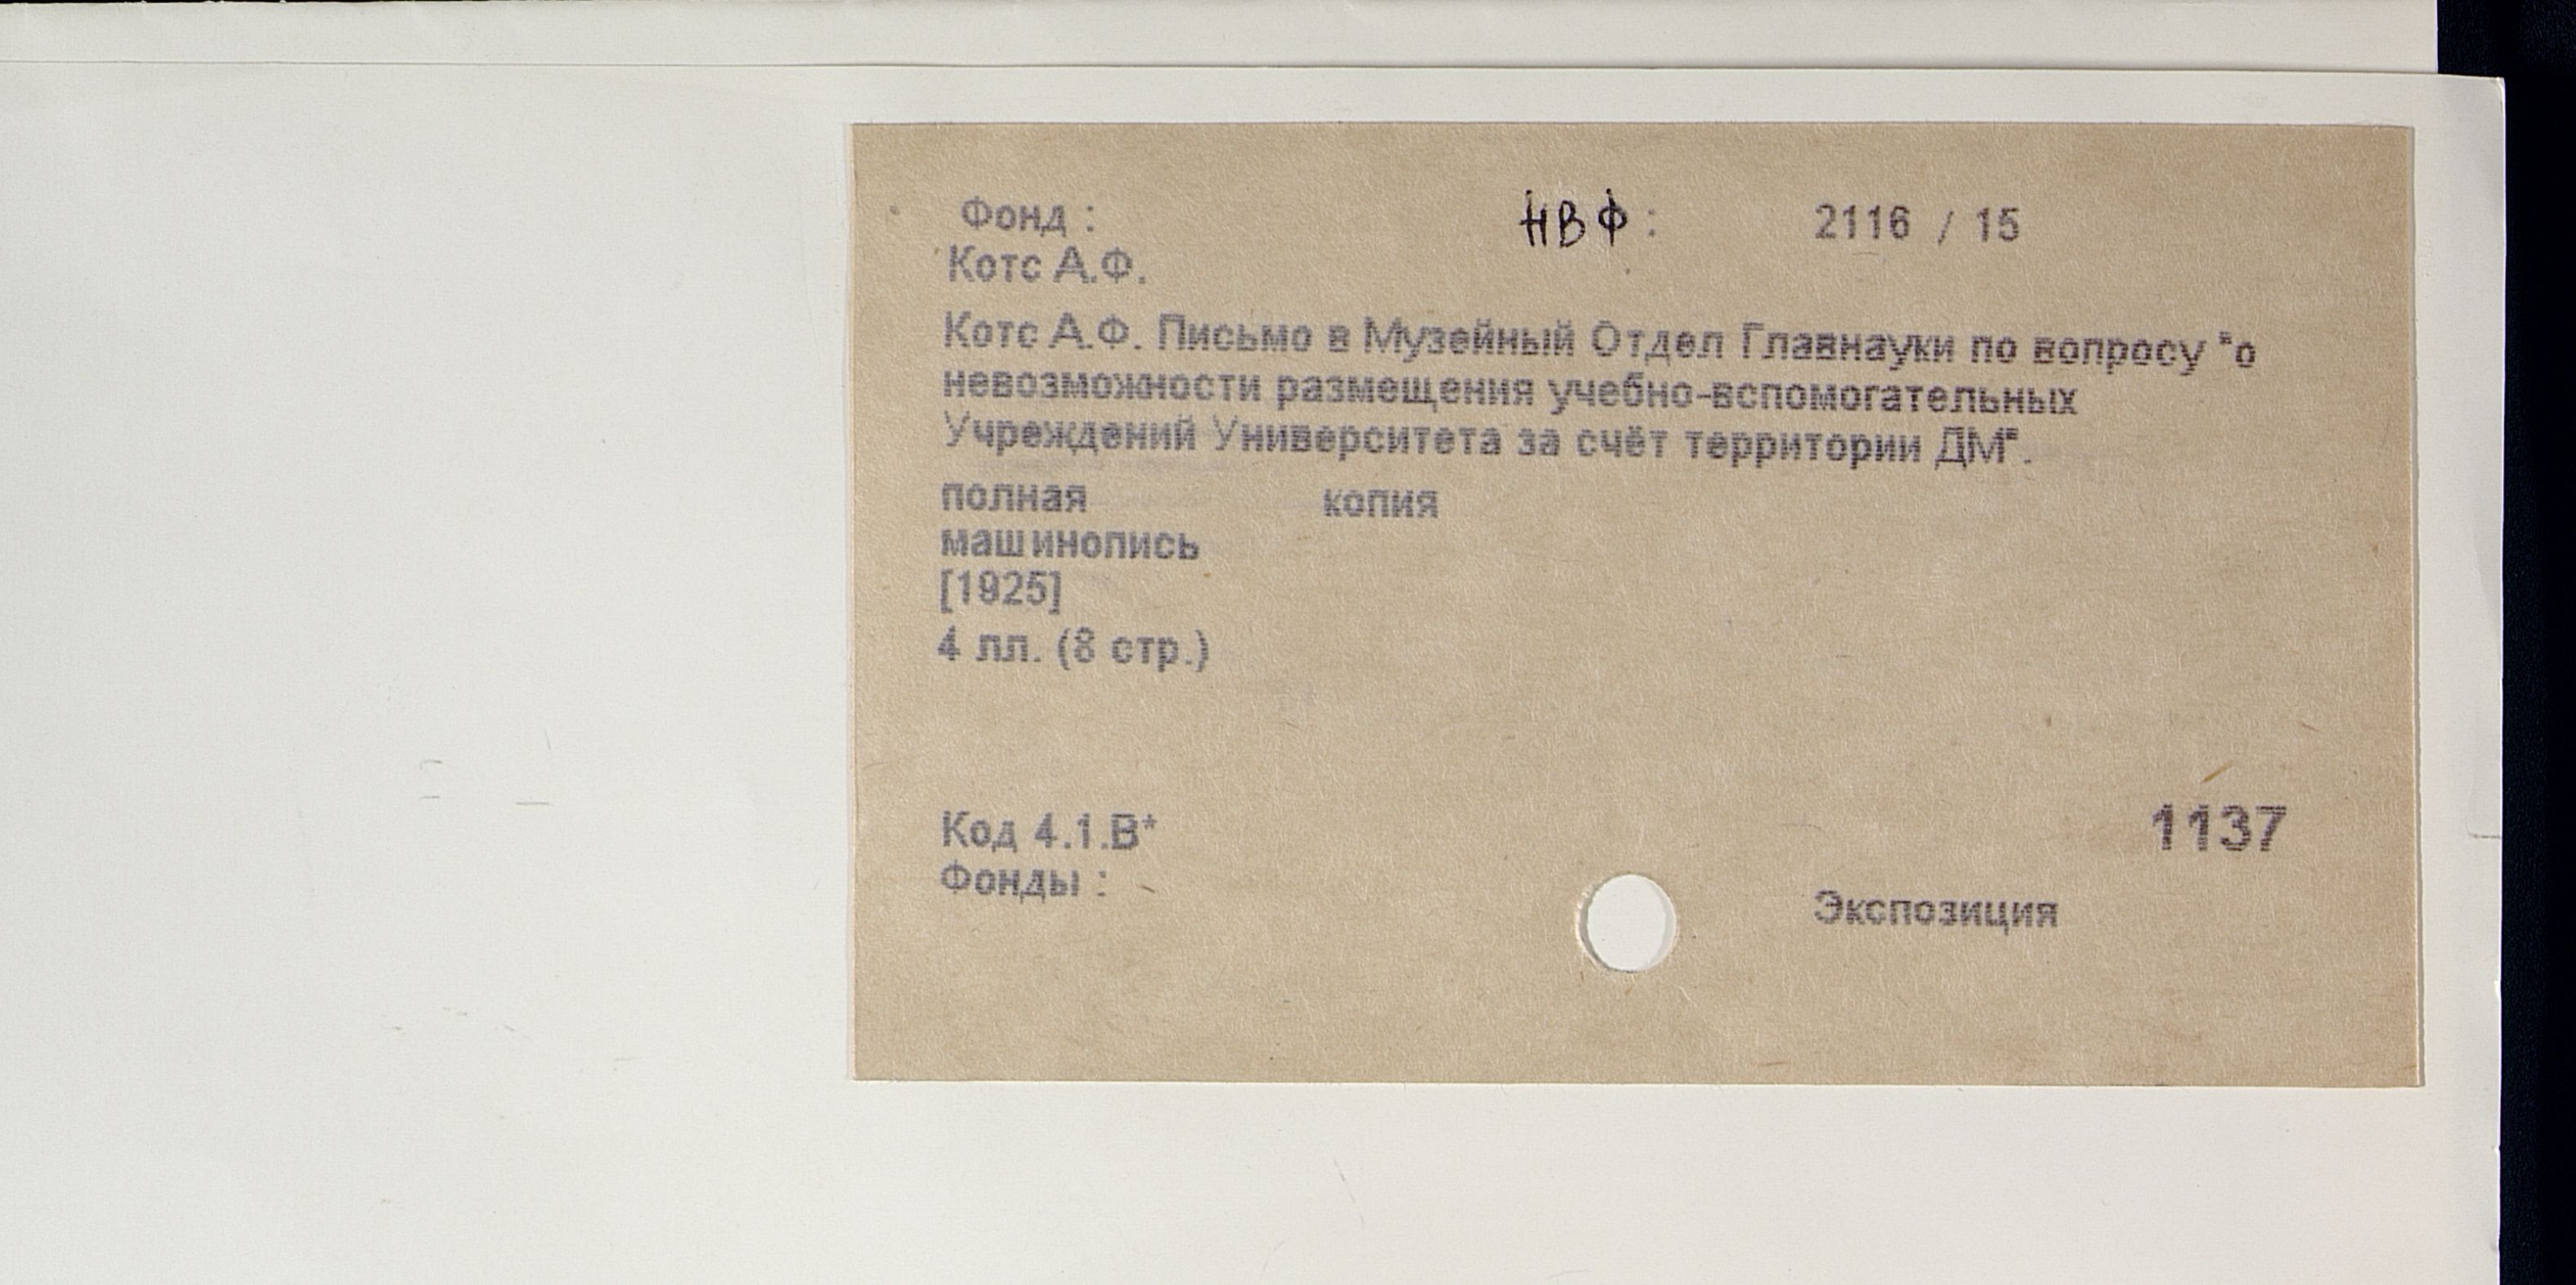 Фонд : НВФ : 2116 / 15
Котс А.Ф.
Котс А.Ф. Письмо в Музейный Отдел Главнауки по вопросу "о
невозможности размещения учебно-вспомогательных
Учреждений Университета за счёт территории ДМ".
полная копия
машинопись
[1925]
4 лл. (8 стр.)
1137
Код 4.1.В*
Фонды :
Экспозиция